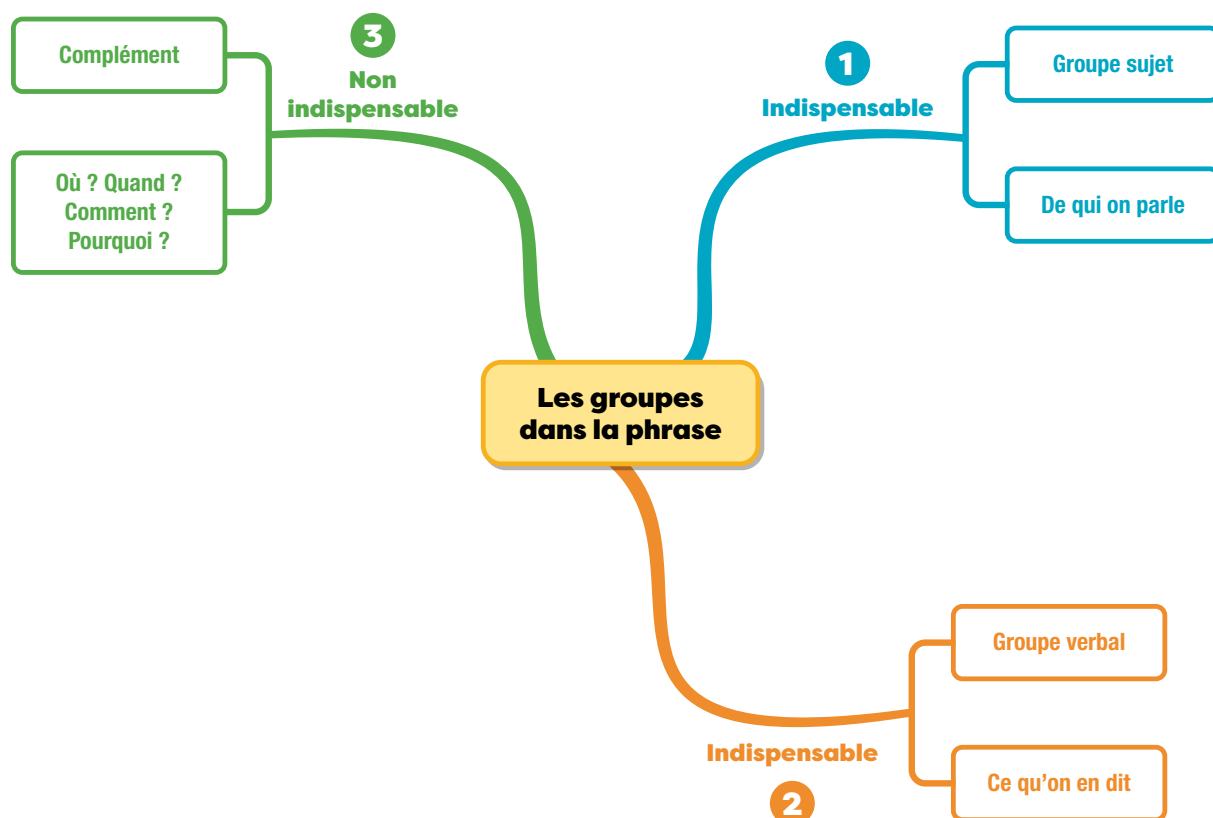 Les groupes
dans la phrase
1
Indispensable
Groupe sujet
De qui on parle
Indispensable
2
Groupe verbal
Ce qu’on en dit
3
Non
indispensable
Complément
Où ? Quand ?
Comment ?
Pourquoi ?